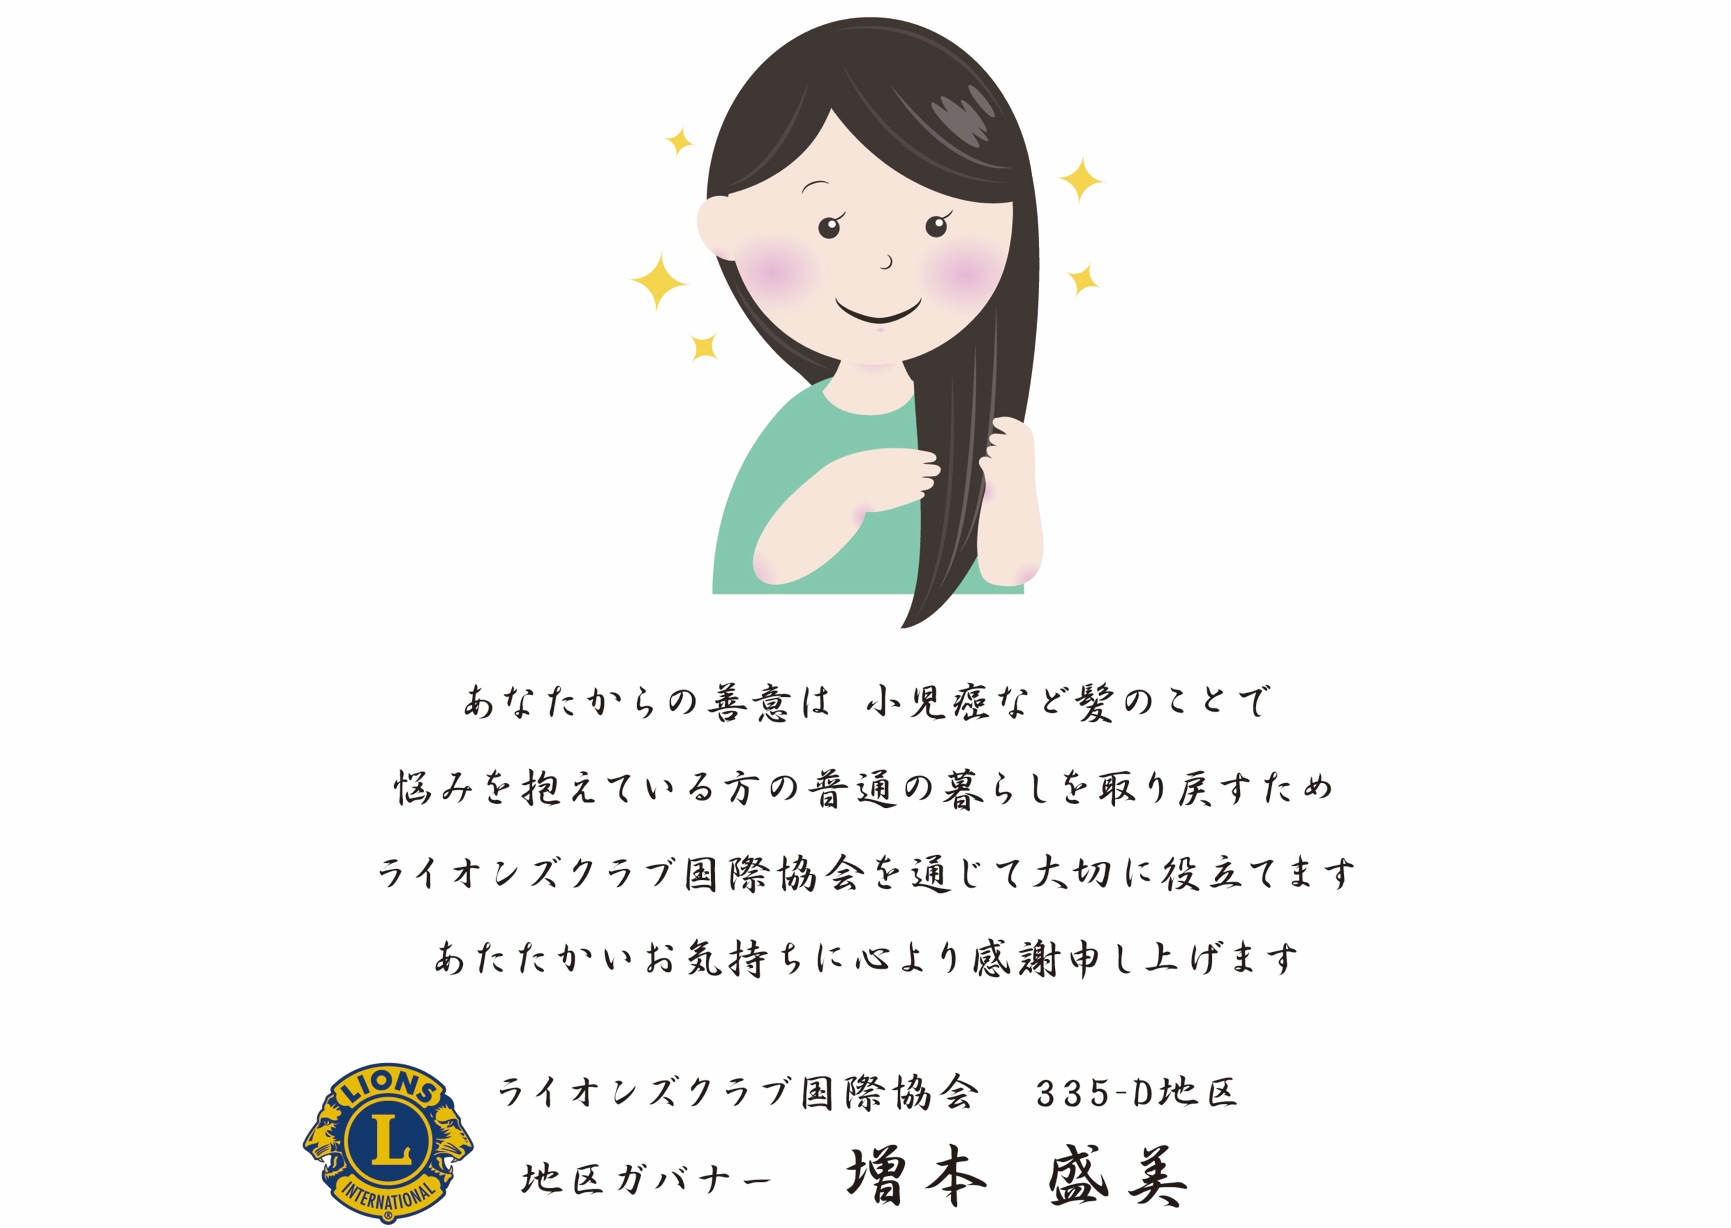 あなたからの善意は 小児癌など髪のことで
悩みを抱えている方の普通の暮らしを取り戻すため
ライオンズクラブ国際協会を通じて大切に役立てます
あたたかいお気持ちに心より感謝申し上げます
LIONS
L
INTERNATIONAL
®
ライオンズクラブ国際協会 335-D地区
地区ガバナー 増本 盛美